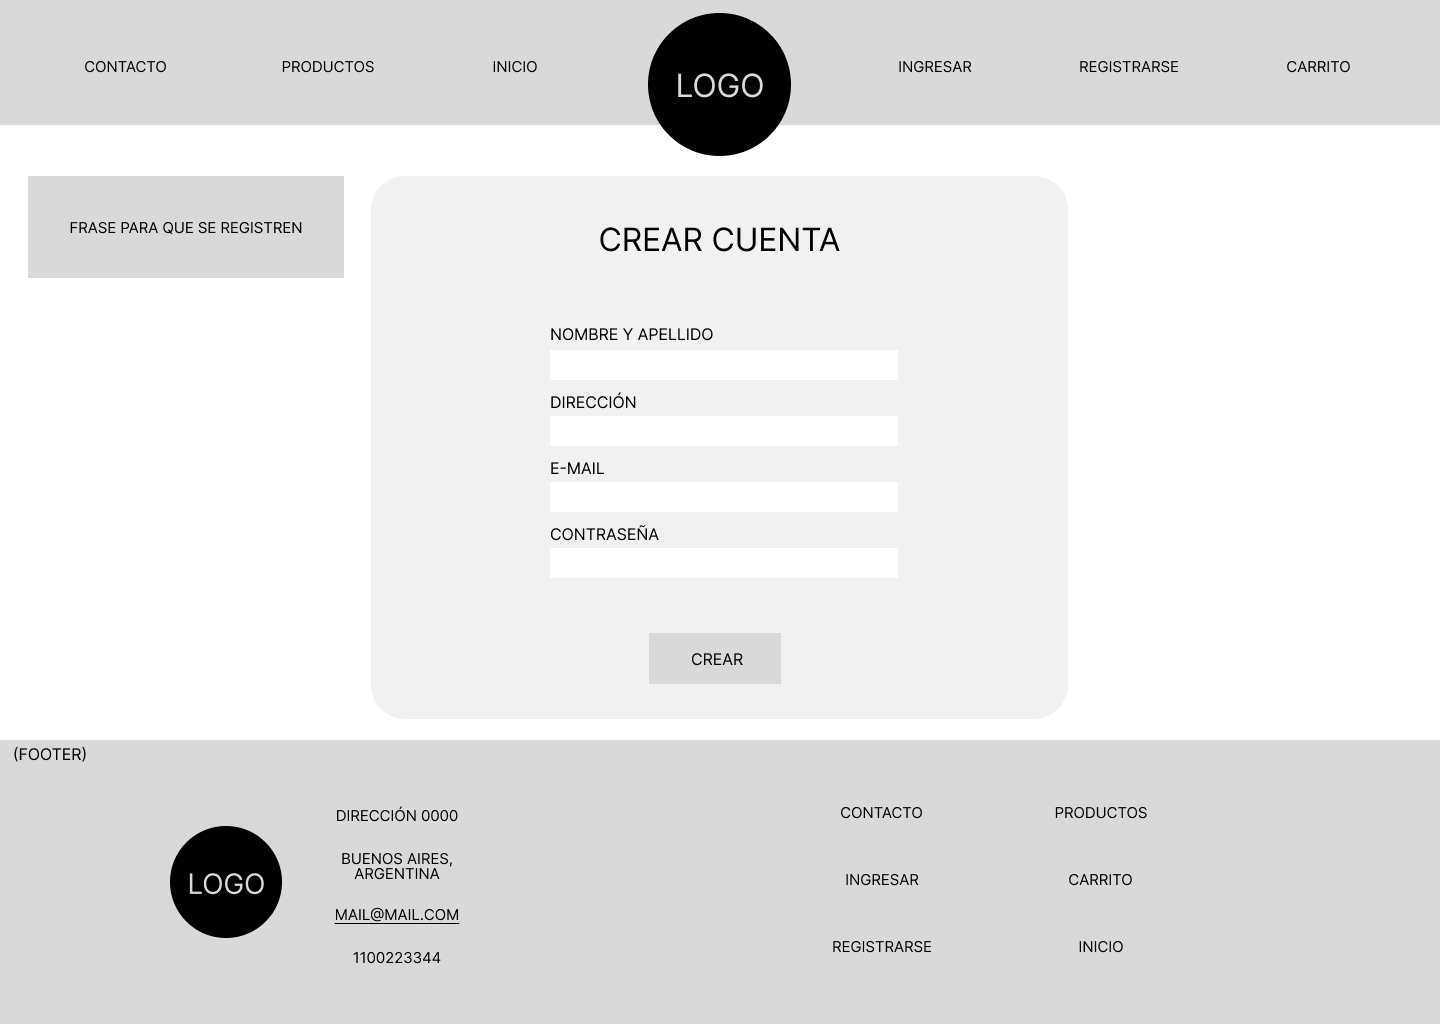 CONTACTO
PRODUCTOS
INICIO
LOGO
INGRESAR
REGISTRARSE
CARRITO
FRASE PARA QUE SE REGISTREN
CREAR CUENTA
NOMBRE Y APELLIDO
DIRECCIÓN
E-MAIL
CONTRASEÑA
CREAR
(FOOTER)
LOGO
DIRECCIÓN 0000
BUENOS AIRES,
ARGENTINA
MAIL@MAIL.COM
1100223344
CONTACTO
PRODUCTOS
INGRESAR
CARRITO
REGISTRARSE
INICIO